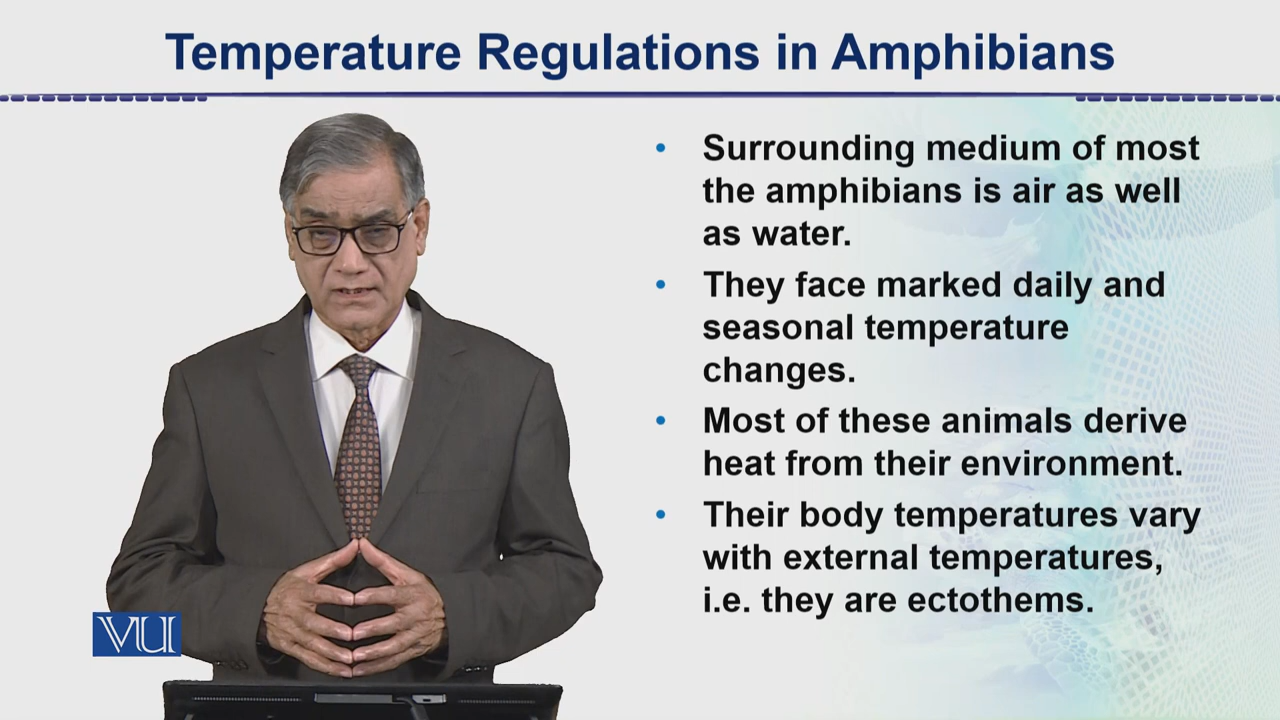 Temperature Regulations in Amphibians
• Surrounding medium of most
the amphibians is air as well
as water.
• They face marked daily and
seasonal temperature
changes.
• Most of these animals derive
heat from their environment.
• Their body temperatures vary
with external temperatures,
i.e. they are ectothems.
VU